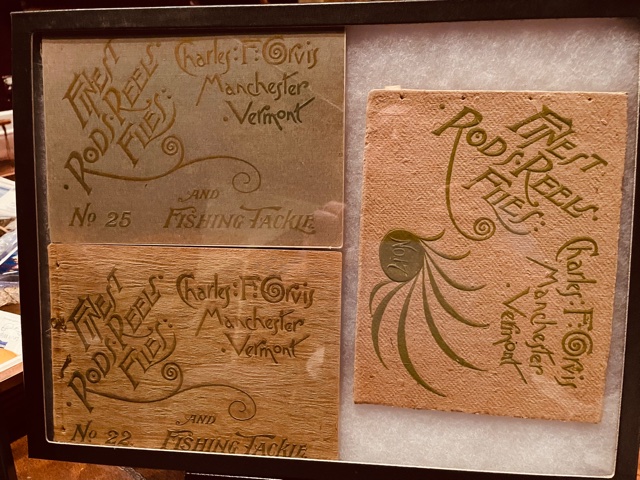 FINEST
RODS: REELS:
FLIES:
Charles: F: Orvis
Manchester
. Vermont
AND
No 25 FISHING TACKLE.
FINEST
RODS: REELS:
FLIES:
Charles: F: Orvis
Manchester
. Vermont
AND
No 22 FISHING TACKLE
FINEST
RODS: REELS:
FLIES:
Charles: F: Orvis
Manchester
. Vermont